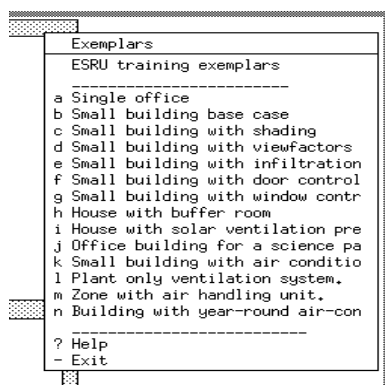 Exemplars
ESRU training exemplars
a Single office
b Small building base case
c Small building with shading
d Small building with viewfactors
e Small building with infiltration
f Small building with door control
g Small building with window contr
h House with buffer room
i House with solar ventilation pre
j Office building for a science pa
k Small building with air conditio
l Plant only ventilation system.
m Zone with air handling unit.
n Building with year-round air-con
? Help
- Exit